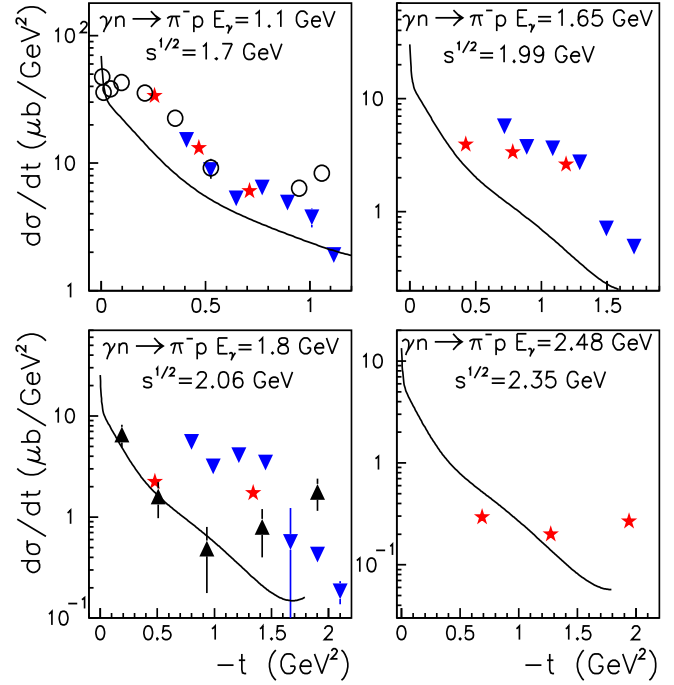 γn → π⁻p E_γ=1.1 GeV
s^{1/2}=1.7 GeV
γn → π⁻p E_γ=1.65 GeV
s^{1/2}=1.99 GeV
dσ/dt (μb/GeV²)
10²
10
1
0
0.5
1
10
1
0
0.5
1
1.5
γn → π⁻p E_γ=1.8 GeV
s^{1/2}=2.06 GeV
γn → π⁻p E_γ=2.48 GeV
s^{1/2}=2.35 GeV
dσ/dt (μb/GeV²)
10
1
10⁻¹
0
0.5
1
1.5
2
10
1
10⁻¹
0
0.5
1
1.5
2
−t (GeV²)
−t (GeV²)